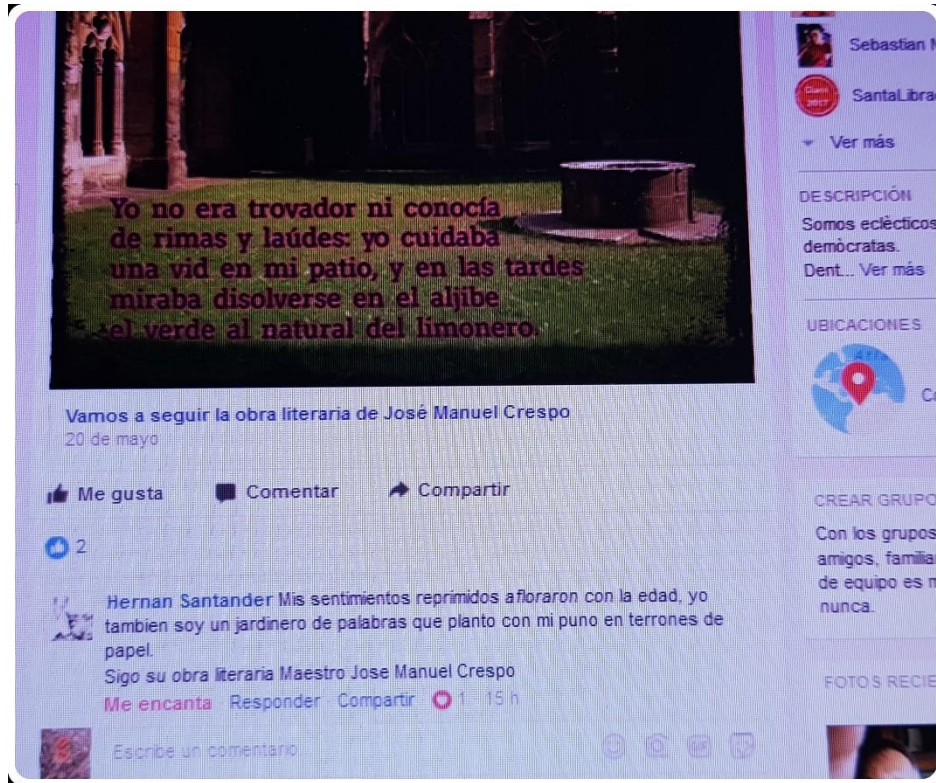 Yo no era trovador ni conocía
de rimas y laúdes: yo cuidaba
una vid en mi patio, y en las tardes
miraba disolverse en el aljibe
el verde al natural del limonero.
Vamos a seguir la obra literaria de José Manuel Crespo
20 de mayo
Me gusta Comentar Compartir
2
Hernan Santander Mis sentimientos reprimidos afloraron con la edad, yo
tambien soy un jardinero de palabras que planto con mi puno en terrones de
papel.
Sigo su obra literaria Maestro Jose Manuel Crespo
Me encanta · Responder · Compartir · 1 · 15 h
Escribe un comentario
GIF
Sebastian
SantaLibra
2017
Ver más
DESCRIPCIÓN
Somos eclècticos
demòcratas.
Dent... Ver más
UBICACIONES
CREAR GRUPO
Con los grupos
amigos, familia
de equipo es
nunca.
FOTOS RECIE